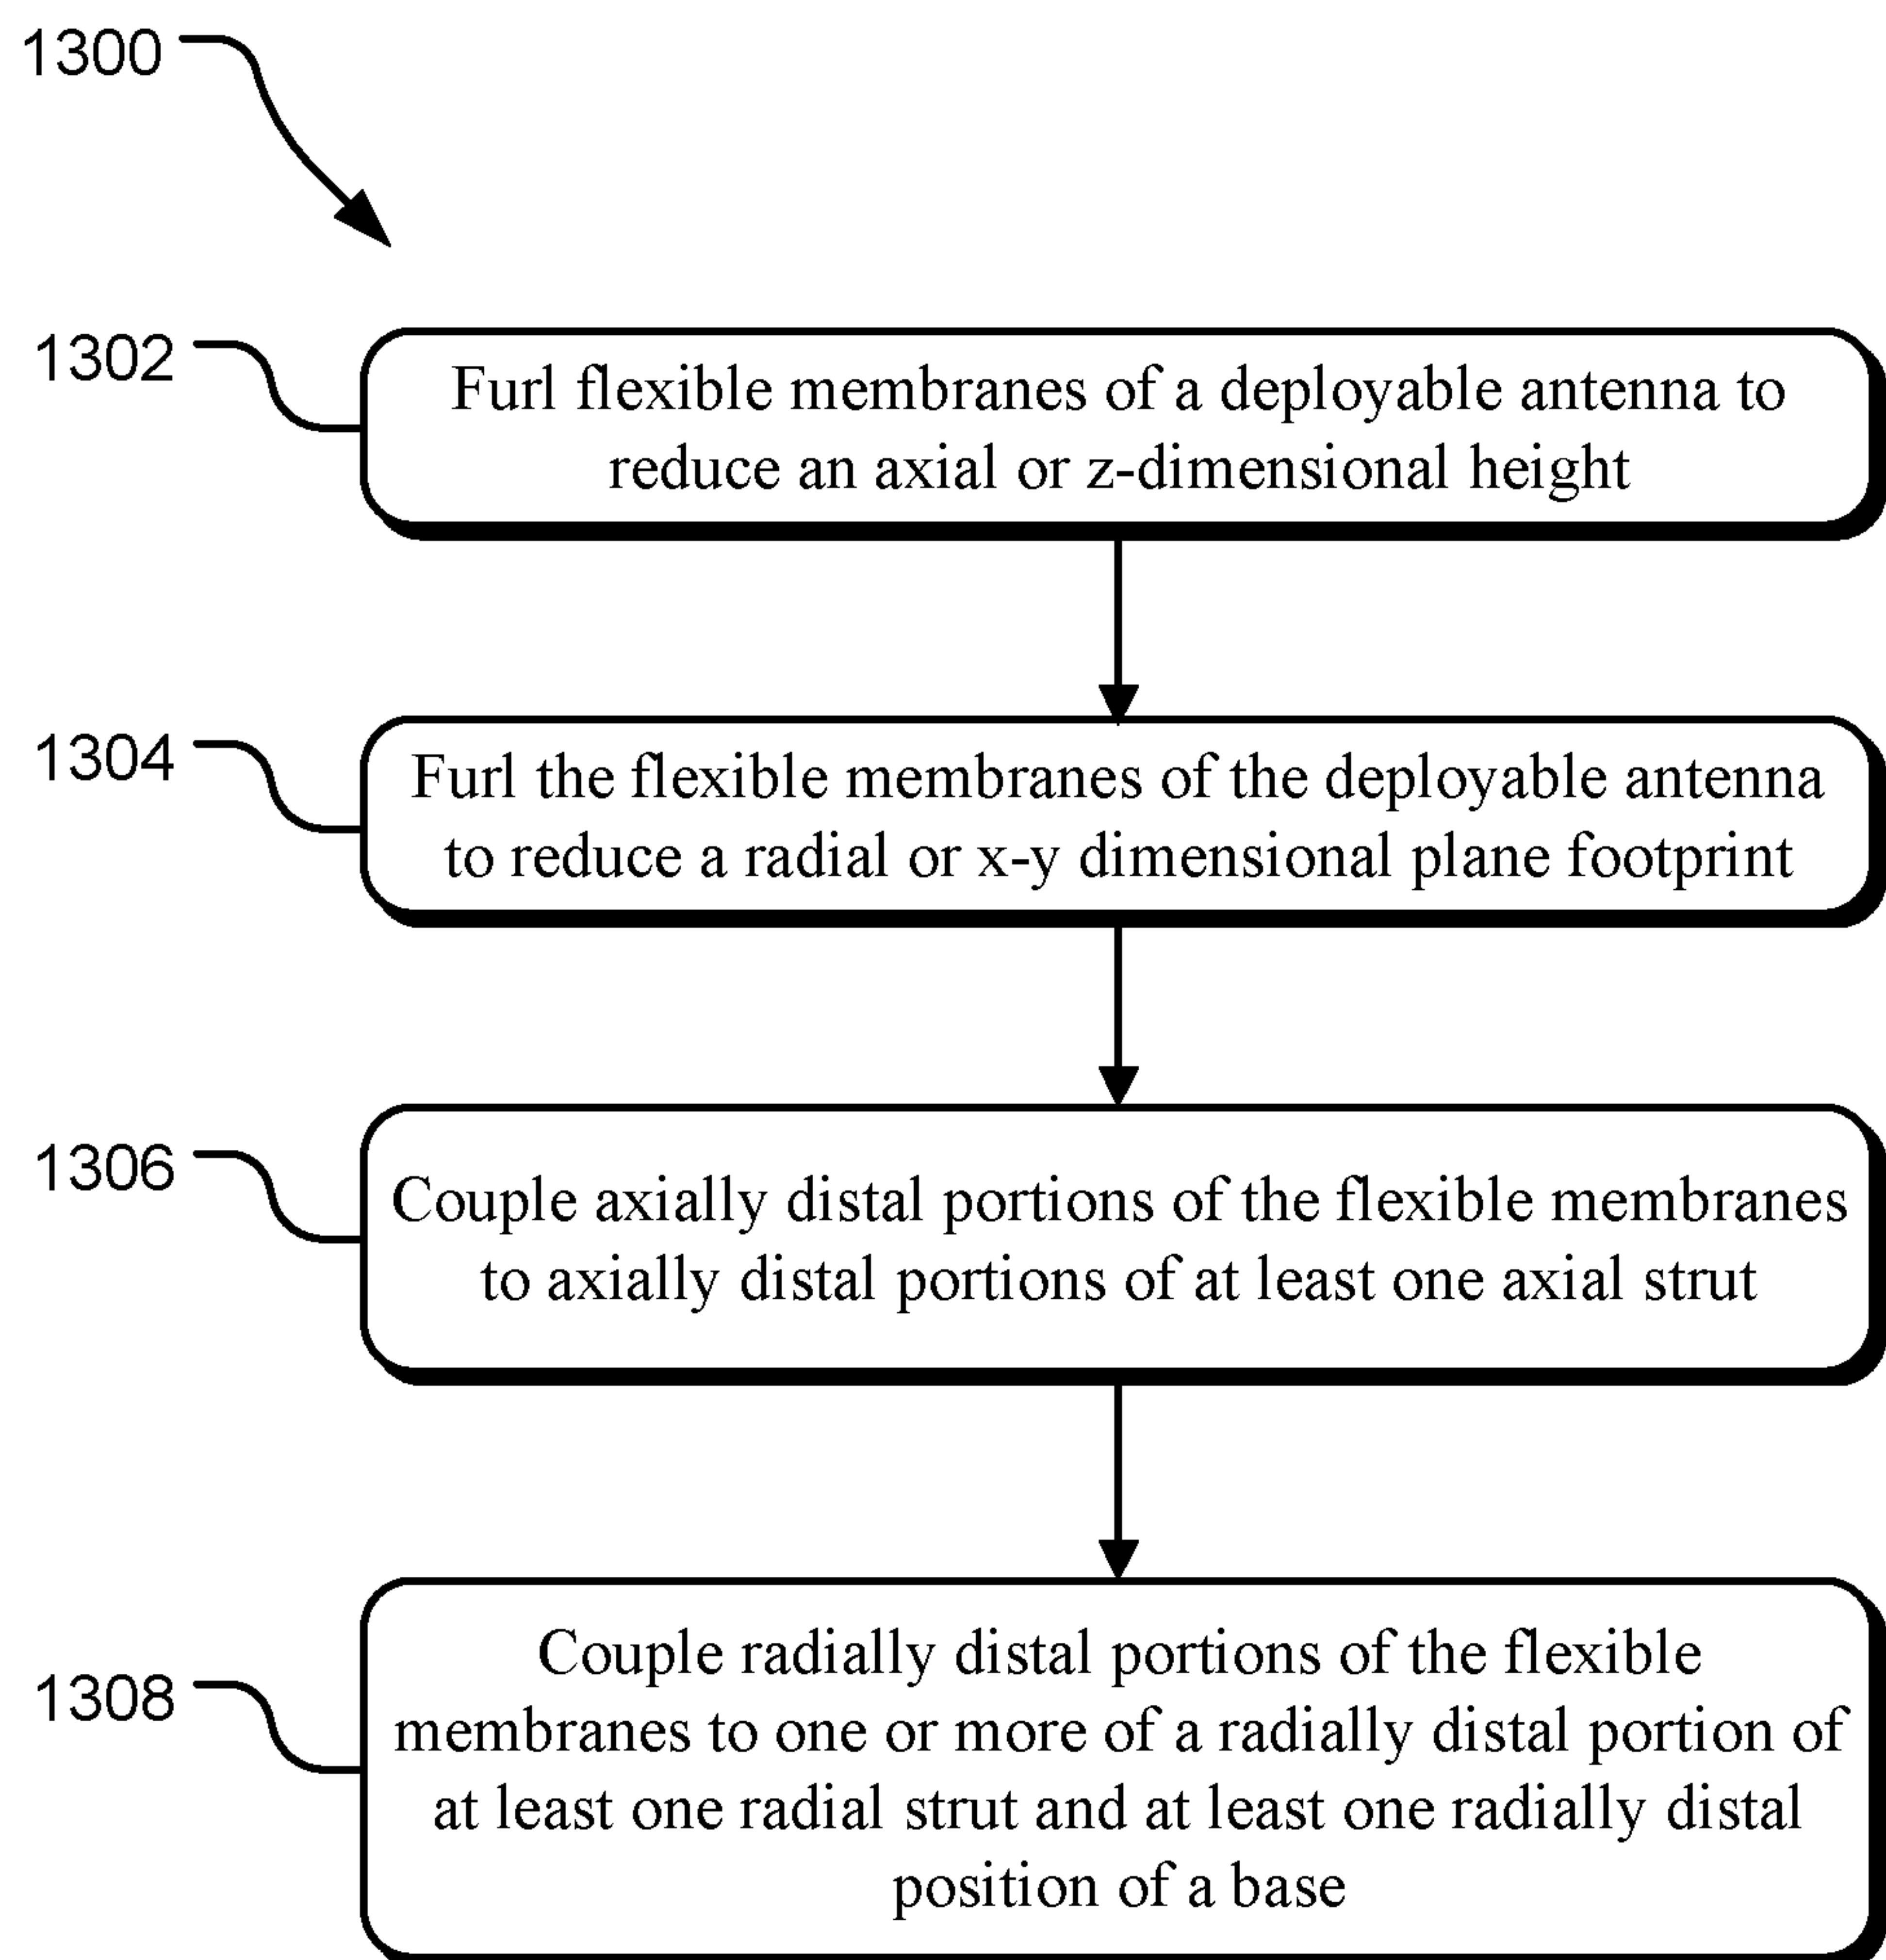 1300
1302
Furl flexible membranes of a deployable antenna to
reduce an axial or z-dimensional height
1304
Furl the flexible membranes of the deployable antenna
to reduce a radial or x-y dimensional plane footprint
1306
Couple axially distal portions of the flexible membranes
to axially distal portions of at least one axial strut
1308
Couple radially distal portions of the flexible
membranes to one or more of a radially distal portion of
at least one radial strut and at least one radially distal
position of a base